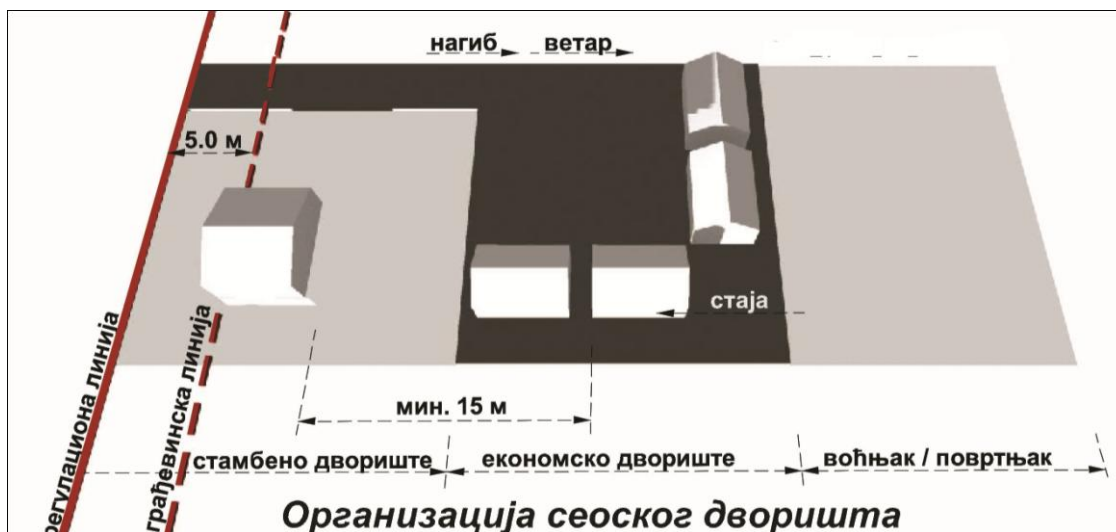 нагиб ветар
5.0 м
стаја
регулациона линија
грађевинска линија
мин. 15 м
стамбено двориште
економско двориште
воћњак / повртњак
Организација сеоског дворишта